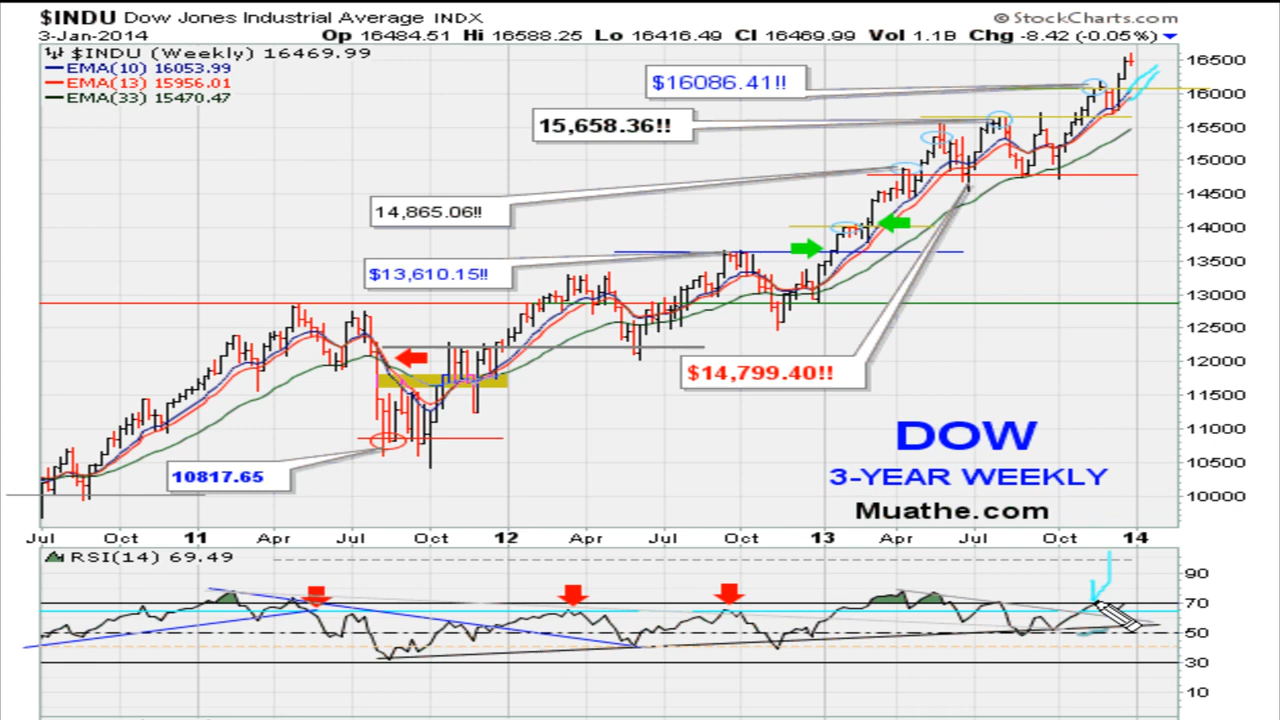 $INDU Dow Jones Industrial Average INDX
© StockCharts.com
3-Jan-2014
Op 16484.51 Hi 16588.25 Lo 16416.49 Cl 16469.99 Vol 1.1B Chg -8.42 (-0.05%)
$INDU (Weekly) 16469.99
EMA(10) 16053.99
EMA(13) 15956.01
EMA(33) 15470.47
$16086.41!!
15,658.36!!
14,865.06!!
$13,610.15!!
$14,799.40!!
10817.65
DOW
3-YEAR WEEKLY
Muathe.com
16500
16000
15500
15000
14500
14000
13500
13000
12500
12000
11500
11000
10500
10000
Jul Oct 11 Apr Jul Oct 12 Apr Jul Oct 13 Apr Jul Oct 14
RSI(14) 69.49
90
70
50
30
10